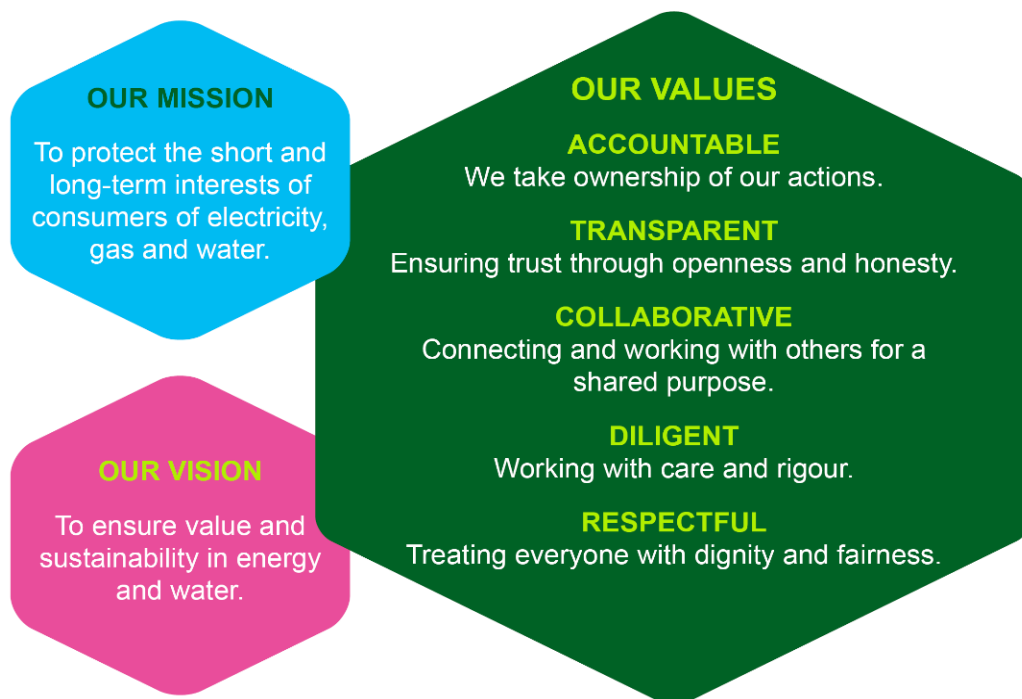 OUR MISSION
To protect the short and
long-term interests of
consumers of electricity,
gas and water.
OUR VISION
To ensure value and
sustainability in energy
and water.
OUR VALUES
ACCOUNTABLE
We take ownership of our actions.
TRANSPARENT
Ensuring trust through openness and honesty.
COLLABORATIVE
Connecting and working with others for a
shared purpose.
DILIGENT
Working with care and rigour.
RESPECTFUL
Treating everyone with dignity and fairness.